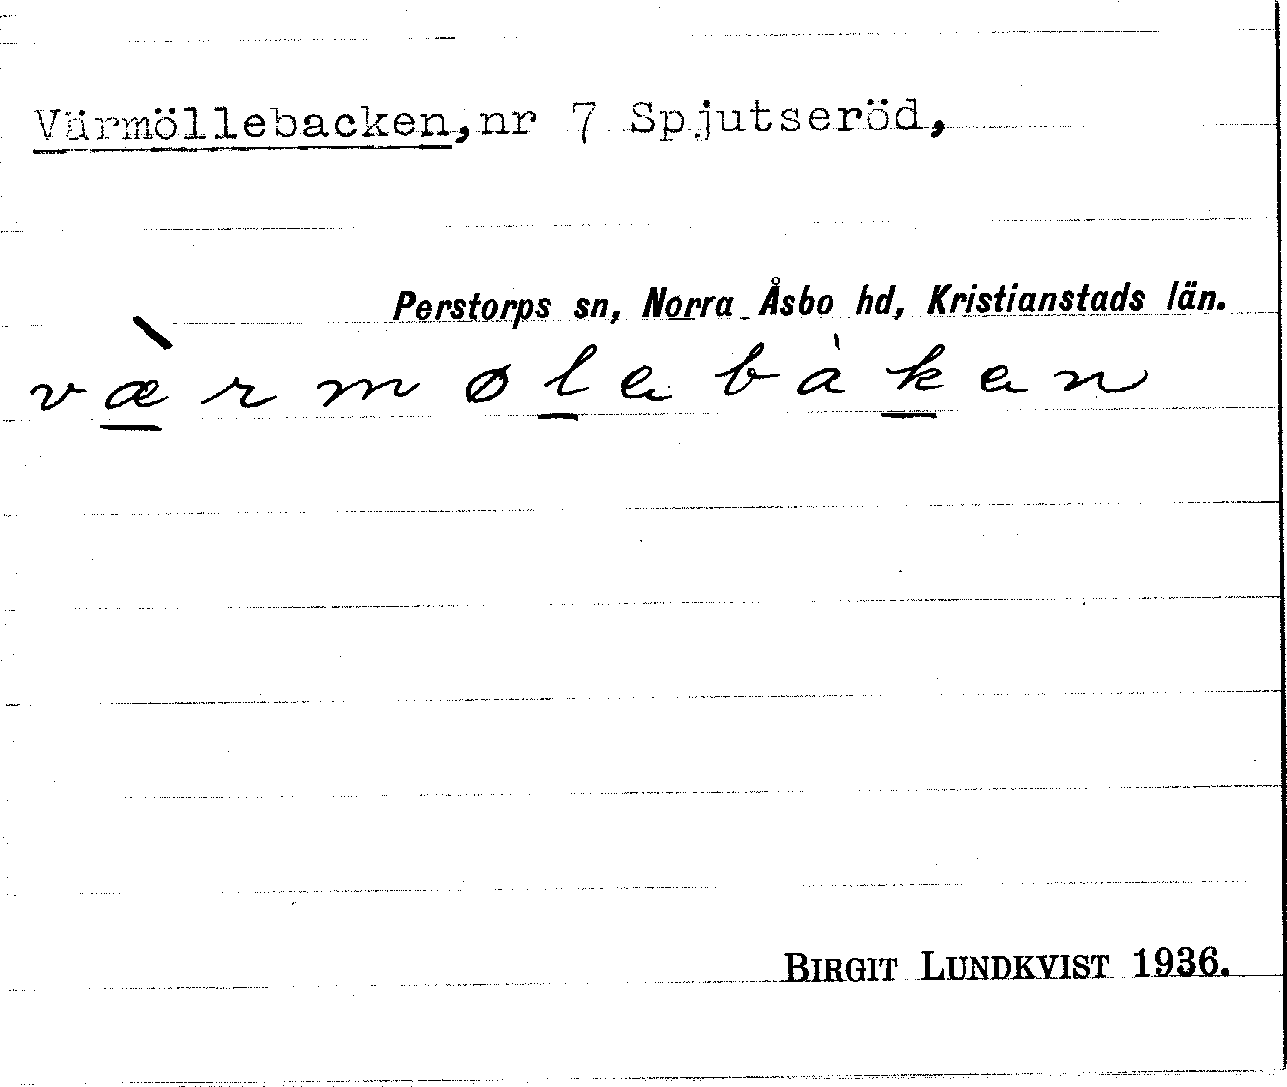 Värmöllebacken, nr 7 Spjutseröd,
Perstorps sn, Norra Åsbo hd, Kristianstads län.
væ̀rmølebàken
BIRGIT LUNDKVIST 1936.